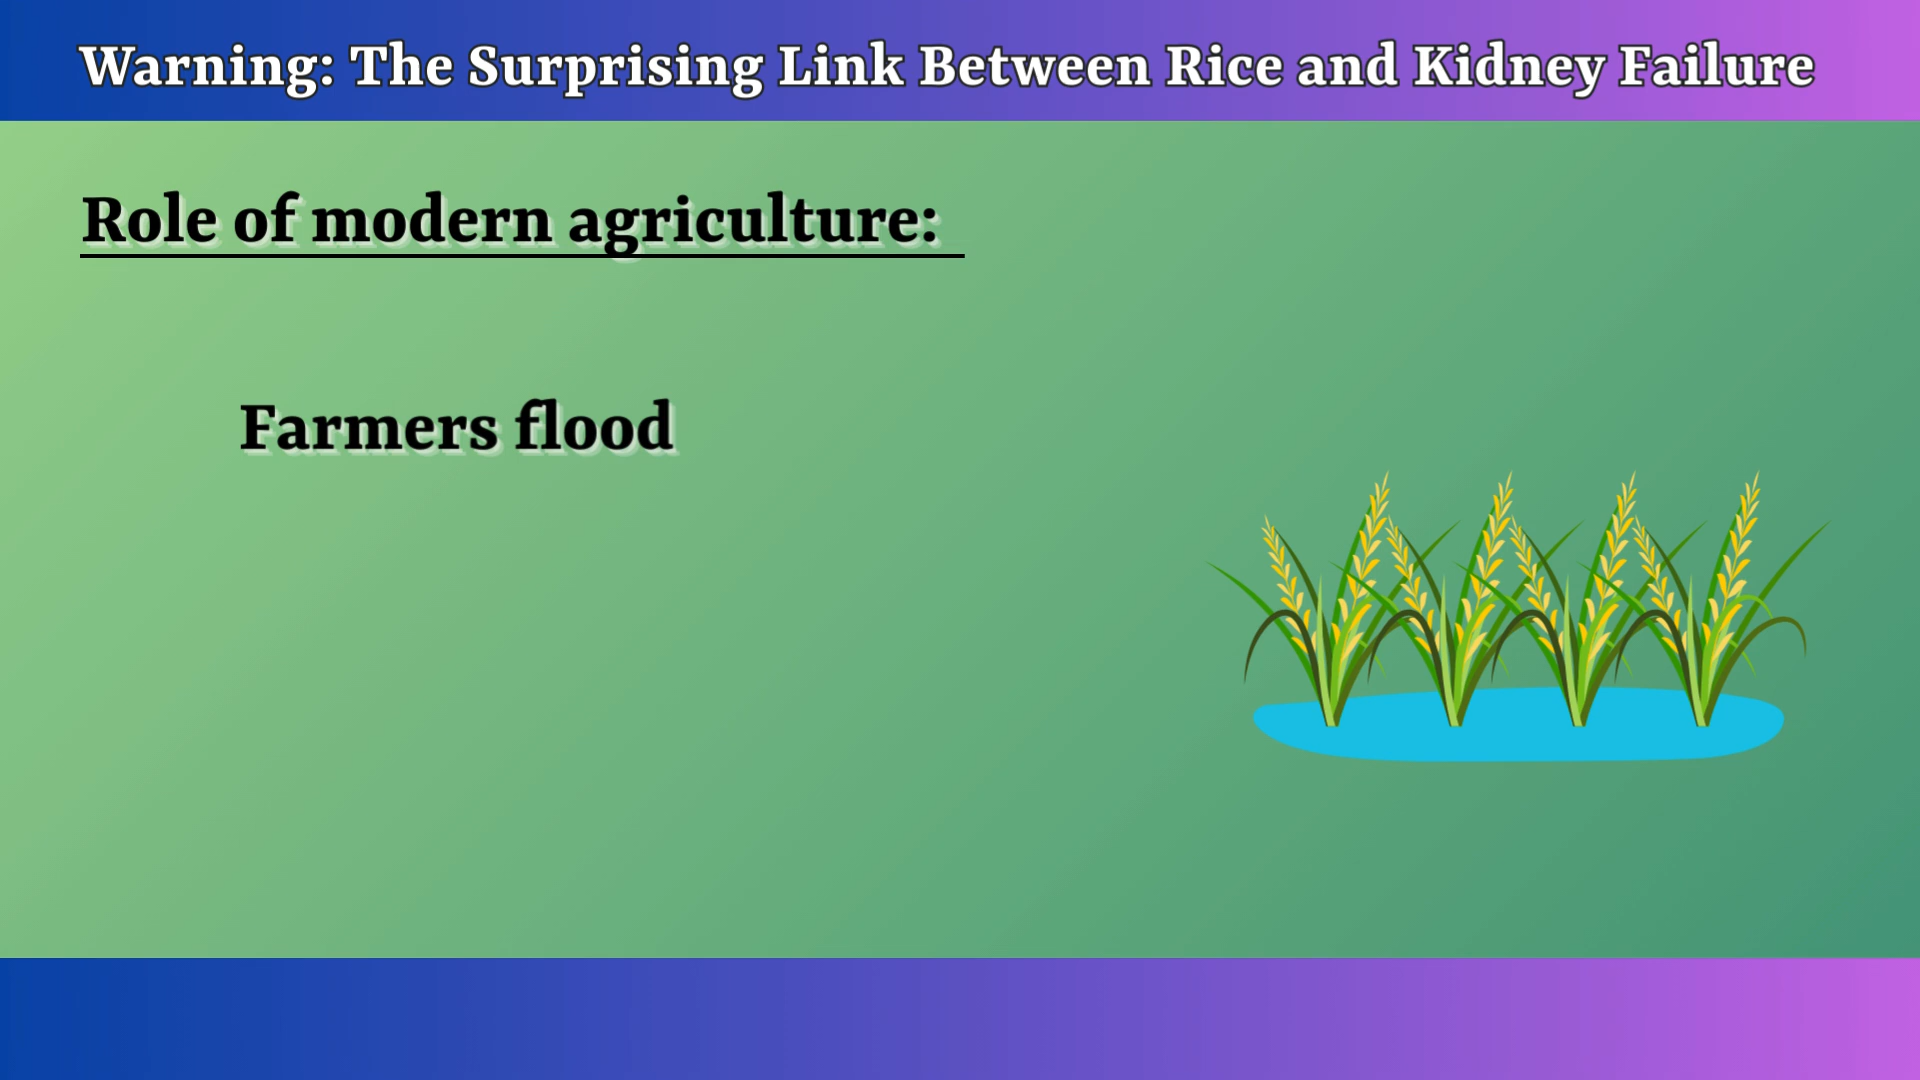 Warning: The Surprising Link Between Rice and Kidney Failure
Role of modern agriculture:
Farmers flood